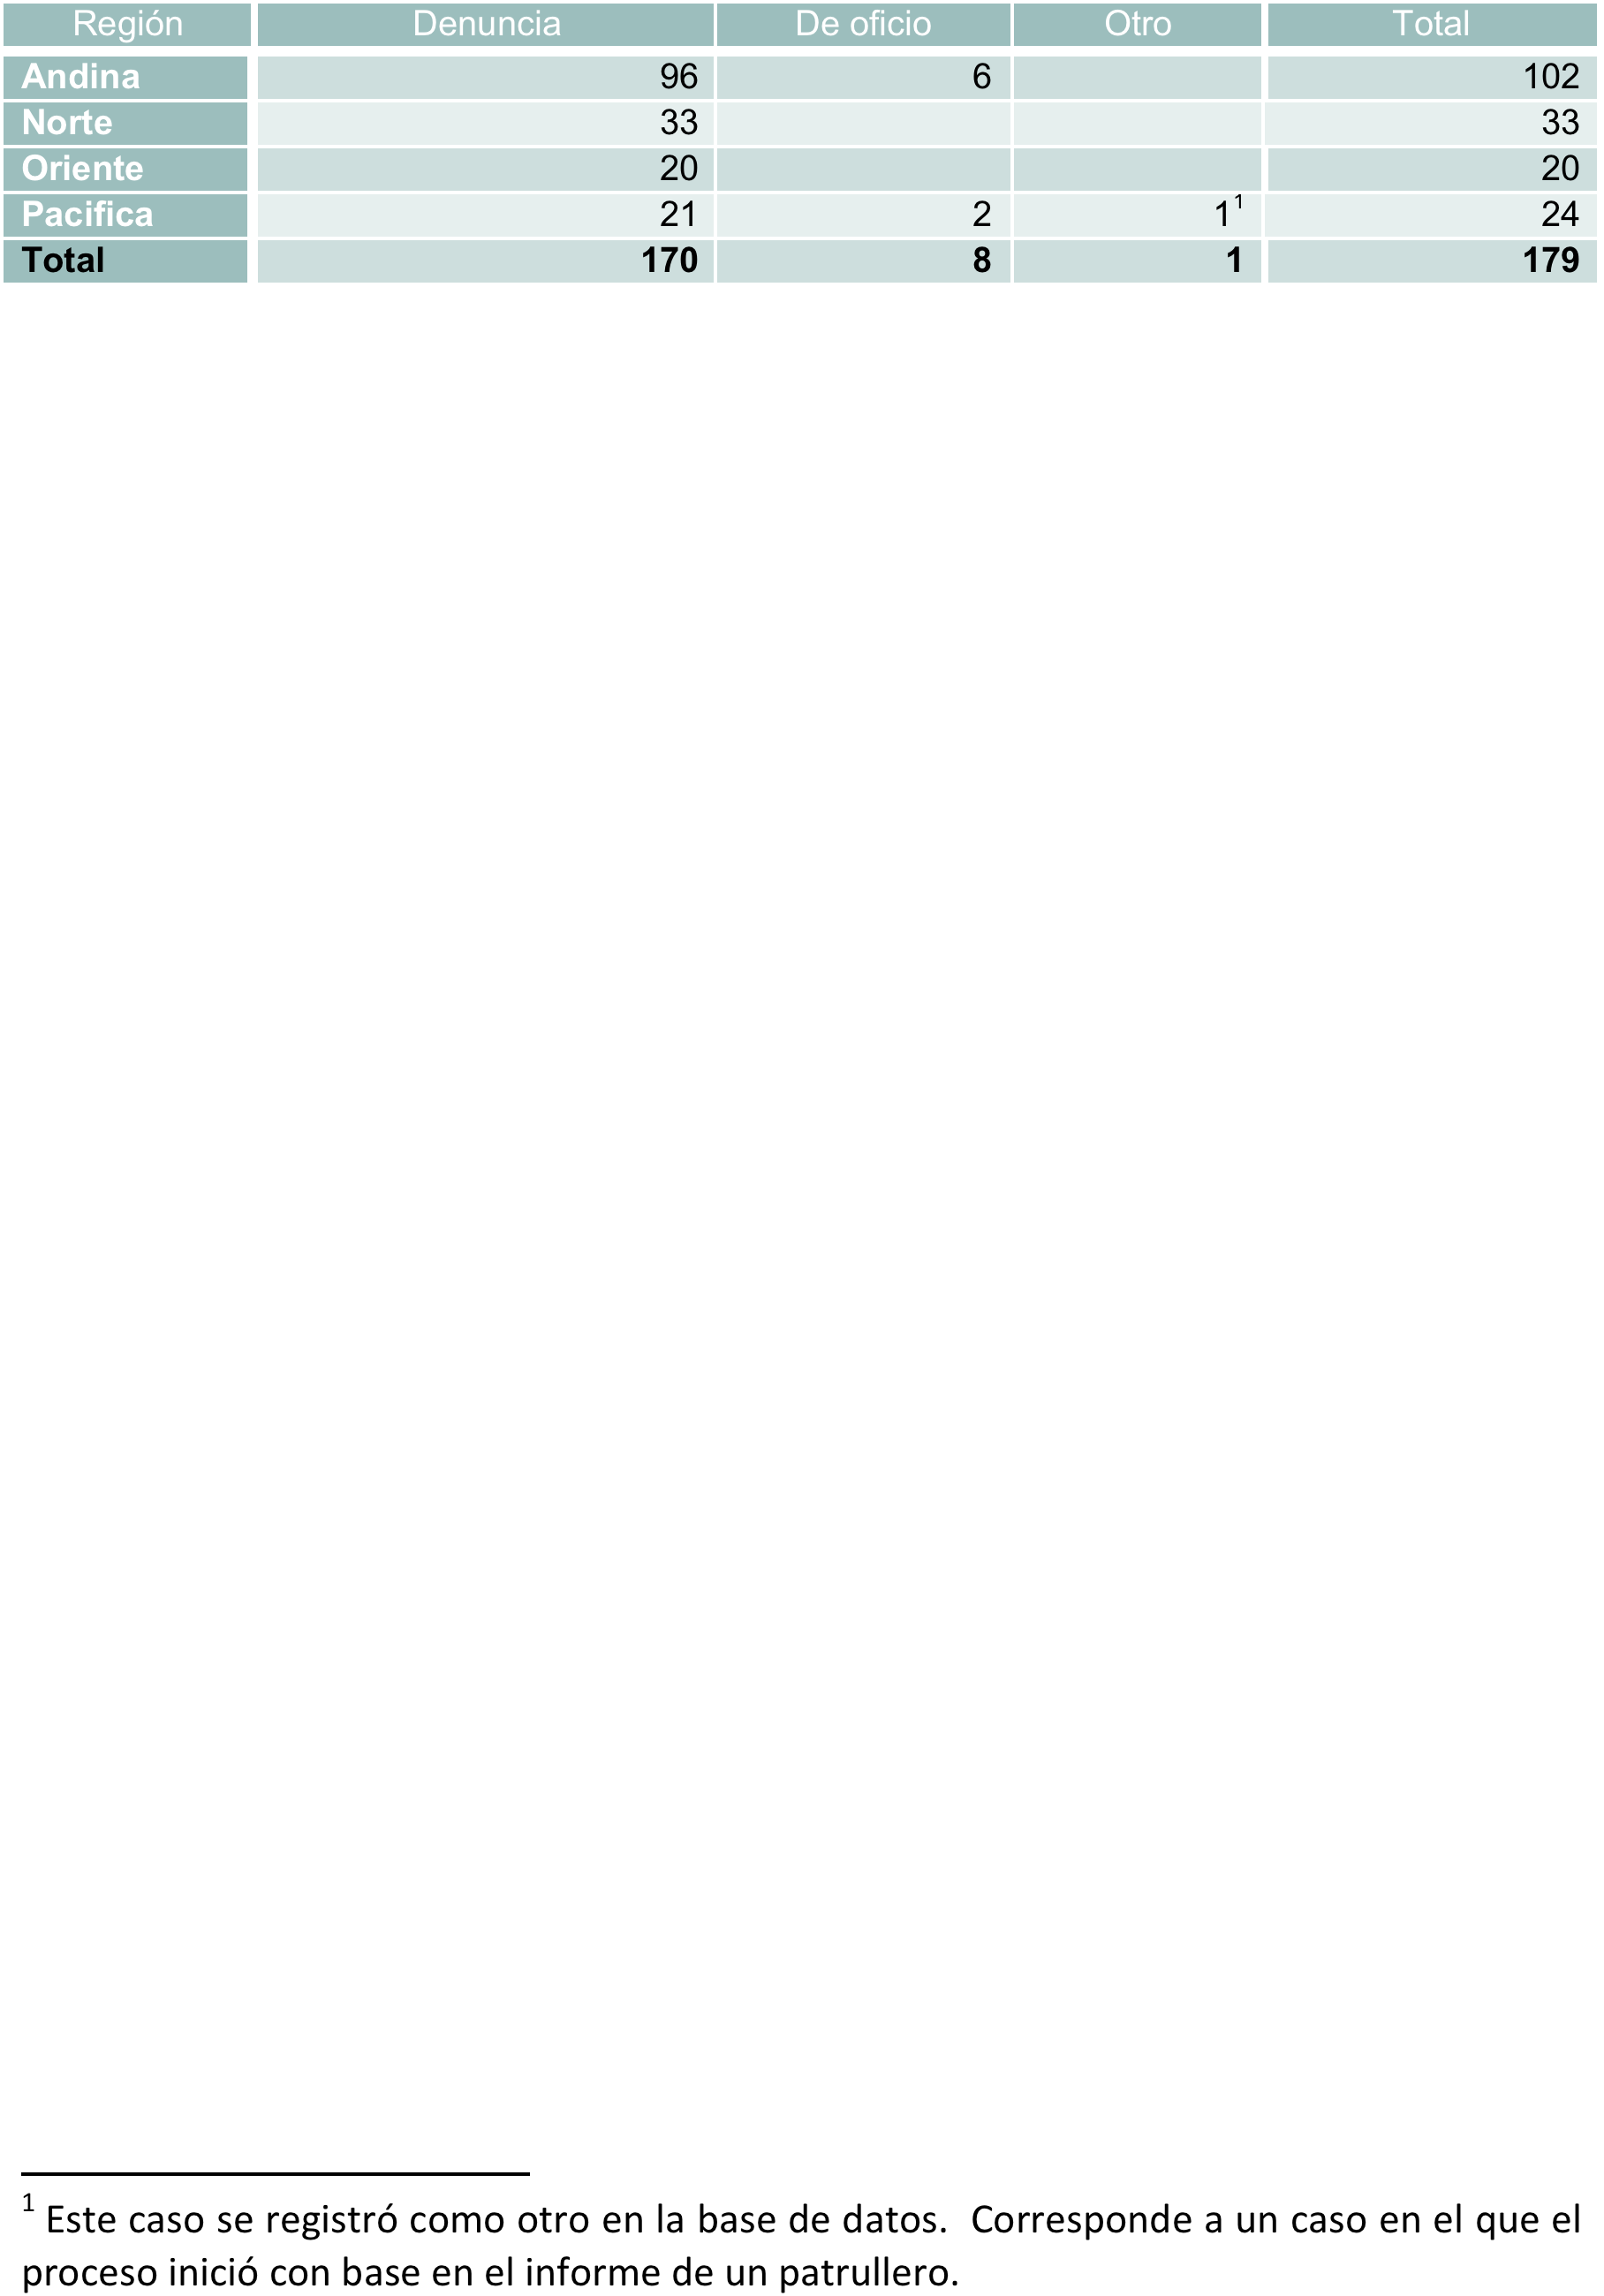 Región Denuncia De oficio Otro Total
Andina 96 6 102
Norte 33 33
Oriente 20 20
Pacifica 21 2 1¹ 24
Total 170 8 1 179
¹ Este caso se registró como otro en la base de datos.  Corresponde a un caso en el que el
proceso inició con base en el informe de un patrullero.